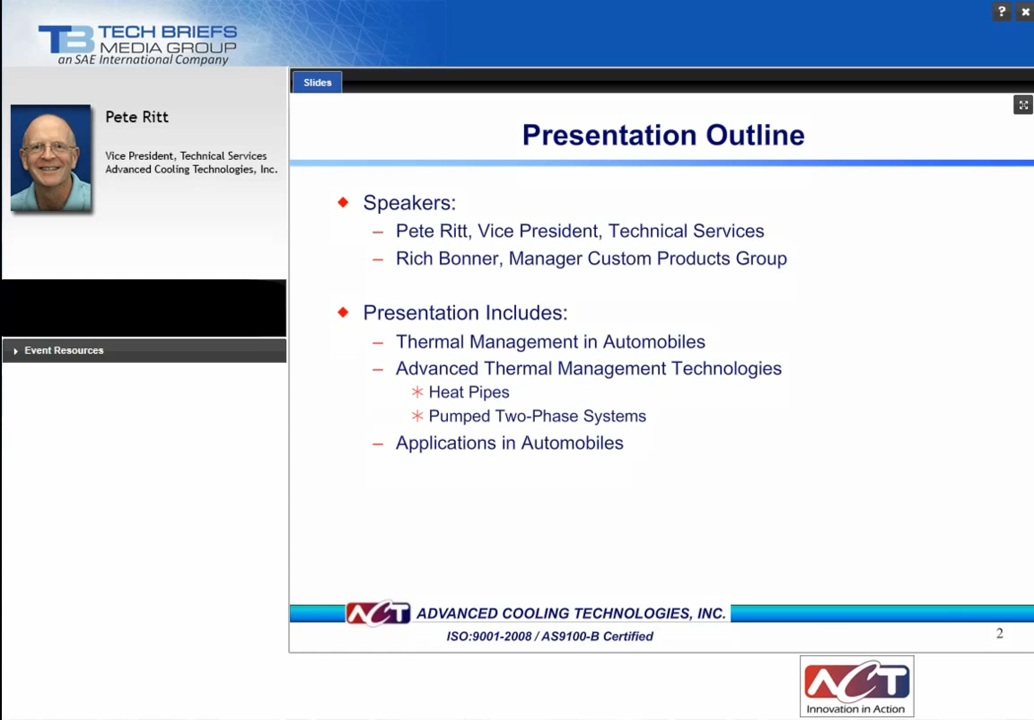 TB TECH BRIEFS
MEDIA GROUP
an SAE International Company
?
Slides
Pete Ritt
Vice President, Technical Services
Advanced Cooling Technologies, Inc.
Event Resources
Presentation Outline
Speakers:
– Pete Ritt, Vice President, Technical Services
– Rich Bonner, Manager Custom Products Group
Presentation Includes:
– Thermal Management in Automobiles
– Advanced Thermal Management Technologies
* Heat Pipes
* Pumped Two-Phase Systems
– Applications in Automobiles
ACT ADVANCED COOLING TECHNOLOGIES, INC.
ISO:9001-2008 / AS9100-B Certified
2
ACT
Innovation in Action